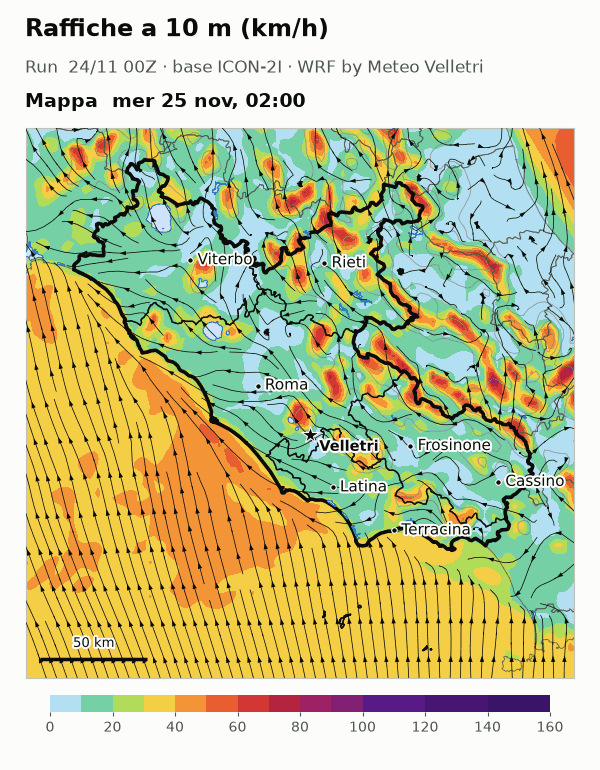 Raffiche a 10 m (km/h)
Run 24/11 00Z · base ICON-2I · WRF by Meteo Velletri
Mappa mer 25 nov, 02:00
Viterbo
Rieti
Roma
Velletri
Frosinone
Latina
Cassino
Terracina
50 km
0 20 40 60 80 100 120 140 160